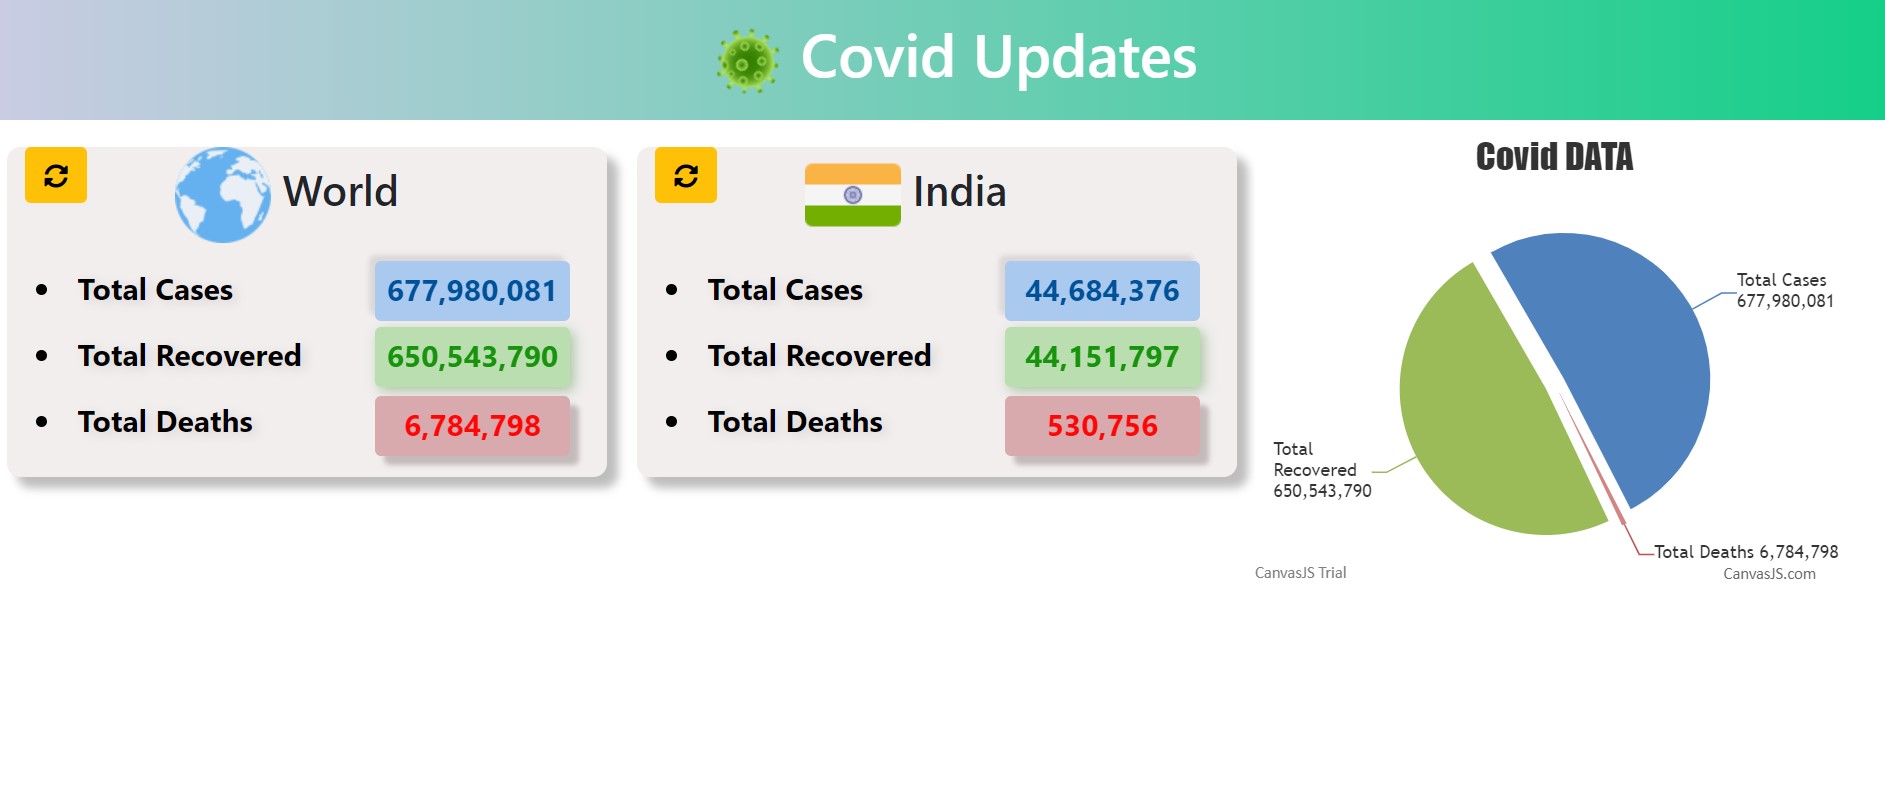 Covid Updates
World
Total Cases 677,980,081
Total Recovered 650,543,790
Total Deaths 6,784,798
India
Total Cases 44,684,376
Total Recovered 44,151,797
Total Deaths 530,756
Covid DATA
Total Cases
677,980,081
Total
Recovered
650,543,790
Total Deaths 6,784,798
CanvasJS Trial
CanvasJS.com